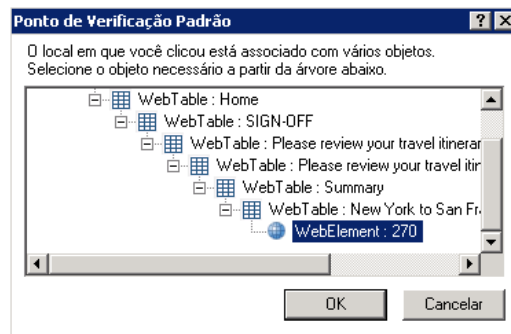 Ponto de Verificação Padrão
O local em que você clicou está associado com vários objetos.
Selecione o objeto necessário a partir da árvore abaixo.
WebTable : Home
WebTable : SIGN-OFF
WebTable : Please review your travel itinerar
WebTable : Please review your travel itir
WebTable : Summary
WebTable : New York to San Fr
WebElement : 270
OK Cancelar